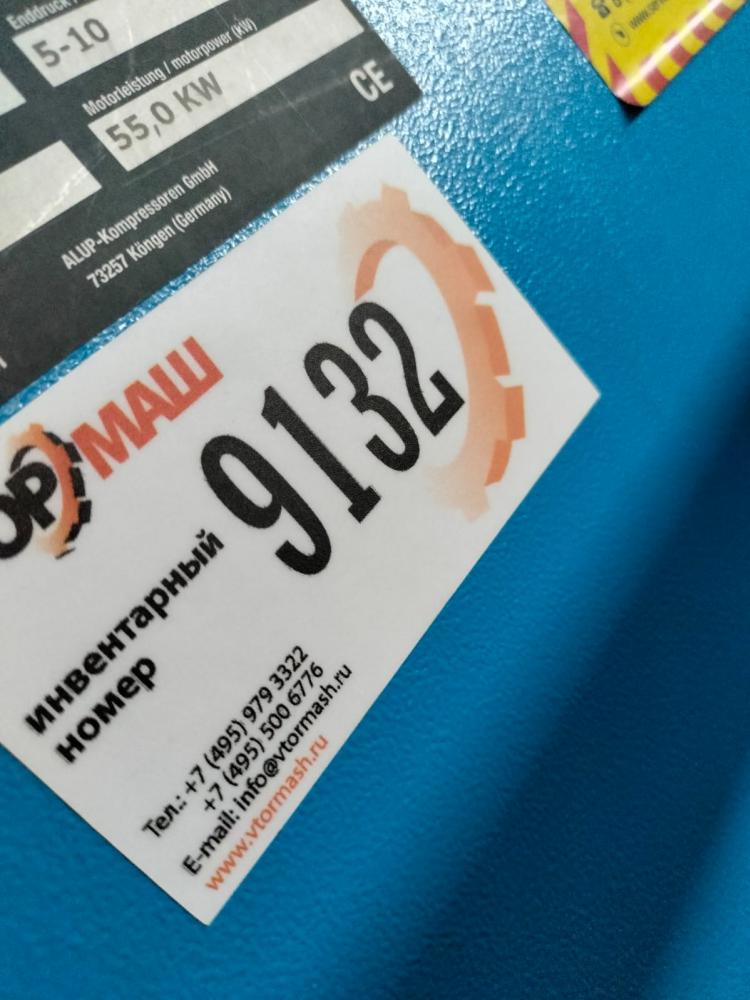 Enddruck
5-10
Motorleistung / motorpower (kW)
55,0 KW
CE
ALUP-Kompressoren GmbH
73257 Köngen (Germany)
ОРМАШ
9132
инвентарный
номер
Тел.: +7 (495) 979 3322
+7 (495) 500 6776
E-mail: info@vtormash.ru
www.vtormash.ru